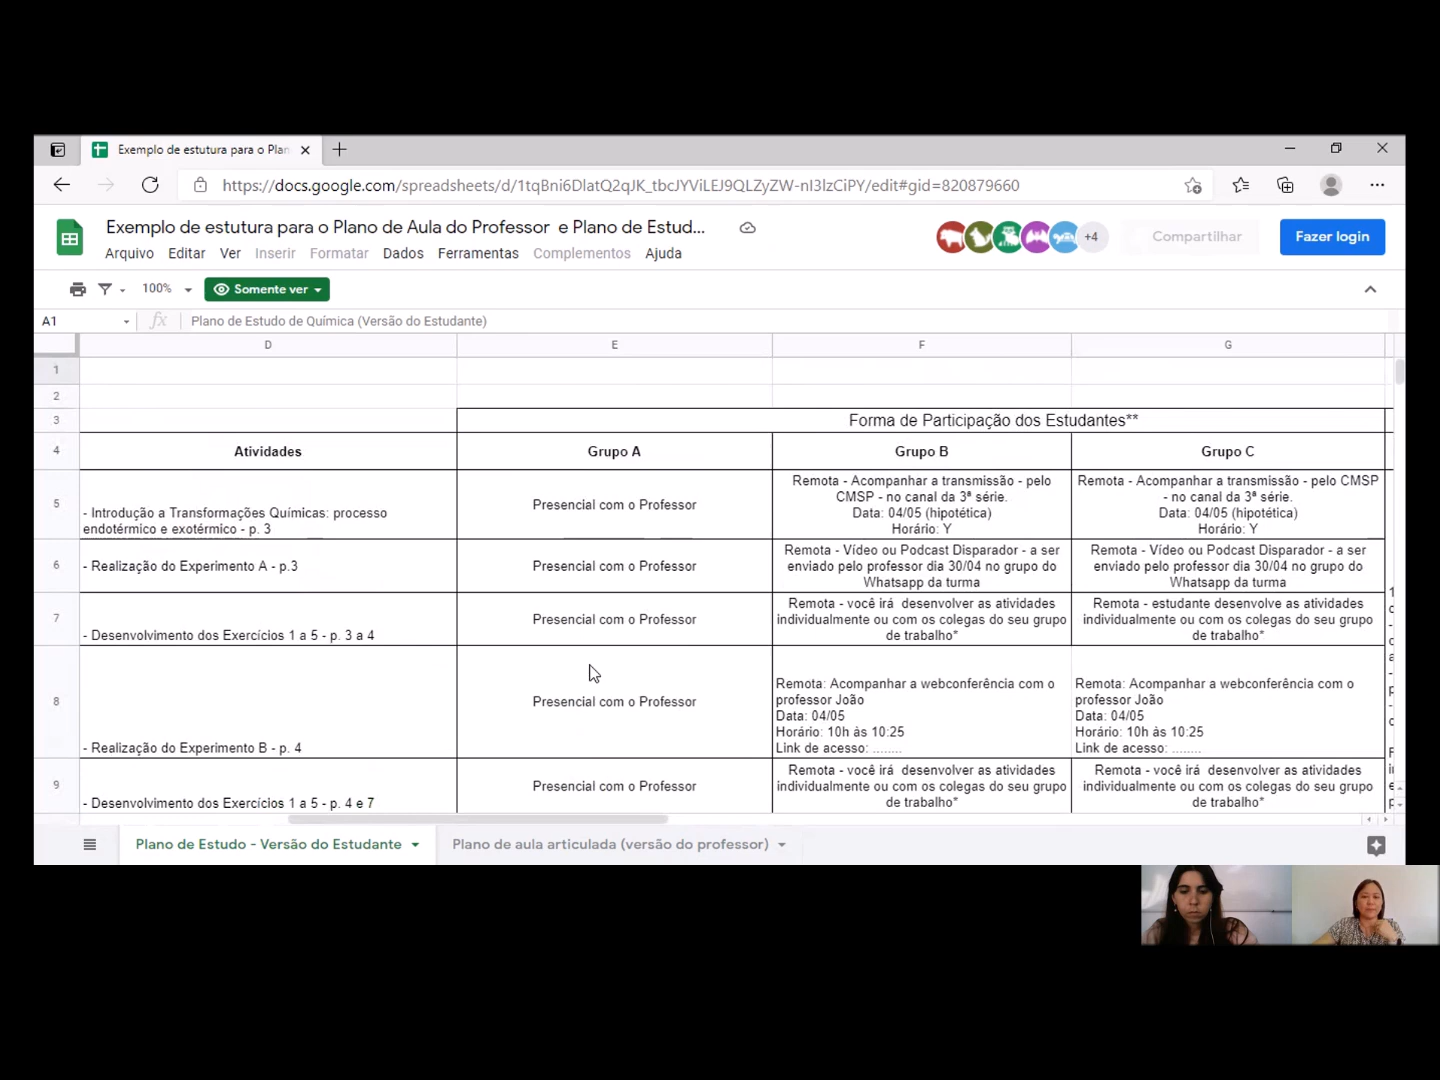 Exemplo de estutura para o Plan
https://docs.google.com/spreadsheets/d/1tqBni6DlatQ2qJK_tbcJYViLEJ9QLZyZW-nI3lzCiPY/edit#gid=820879660
Exemplo de estutura para o Plano de Aula do Professor e Plano de Estud...
+4
Compartilhar
Fazer login
Arquivo Editar Ver Inserir Formatar Dados Ferramentas Complementos Ajuda
100%
Somente ver
A1
fx
Plano de Estudo de Química (Versão do Estudante)
D E F G
1
2
3
Forma de Participação dos Estudantes**
4
Atividades
Grupo A
Grupo B
Grupo C
5
- Introdução a Transformações Químicas: processo
endotérmico e exotérmico - p. 3
Presencial com o Professor
Remota - Acompanhar a transmissão - pelo
CMSP - no canal da 3ª série.
Data: 04/05 (hipotética)
Horário: Y
Remota - Acompanhar a transmissão - pelo CMSP
- no canal da 3ª série.
Data: 04/05 (hipotética)
Horário: Y
6
- Realização do Experimento A - p.3
Presencial com o Professor
Remota - Vídeo ou Podcast Disparador - a ser
enviado pelo professor dia 30/04 no grupo do
Whatsapp da turma
Remota - Vídeo ou Podcast Disparador - a ser
enviado pelo professor dia 30/04 no grupo do
Whatsapp da turma
7
- Desenvolvimento dos Exercícios 1 a 5 - p. 3 a 4
Presencial com o Professor
Remota - você irá desenvolver as atividades
individualmente ou com os colegas do seu grupo
de trabalho*
Remota - estudante desenvolve as atividades
individualmente ou com os colegas do seu grupo
de trabalho*
8
- Realização do Experimento B - p. 4
Presencial com o Professor
Remota: Acompanhar a webconferência com o
professor João
Data: 04/05
Horário: 10h às 10:25
Link de acesso: ........
Remota: Acompanhar a webconferência com o
professor João
Data: 04/05
Horário: 10h às 10:25
Link de acesso: ........
9
- Desenvolvimento dos Exercícios 1 a 5 - p. 4 e 7
Presencial com o Professor
Remota - você irá desenvolver as atividades
individualmente ou com os colegas do seu grupo
de trabalho*
Remota - você irá desenvolver as atividades
individualmente ou com os colegas do seu grupo
de trabalho*
Plano de Estudo - Versão do Estudante
Plano de aula articulada (versão do professor)